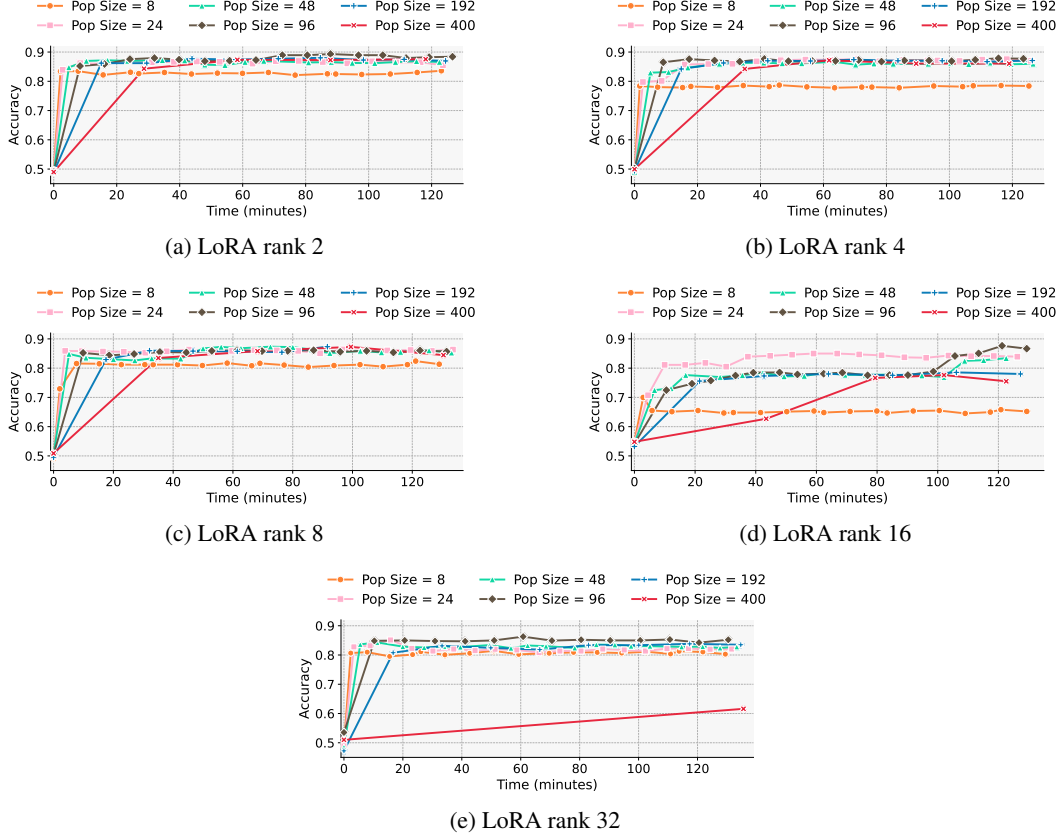 Pop Size = 8 Pop Size = 48 Pop Size = 192
Pop Size = 24 Pop Size = 96 Pop Size = 400
0.9
0.8
0.7
0.6
0.5
Accuracy
0 20 40 60 80 100 120
Time (minutes)
(a) LoRA rank 2
Pop Size = 8 Pop Size = 48 Pop Size = 192
Pop Size = 24 Pop Size = 96 Pop Size = 400
0.9
0.8
0.7
0.6
0.5
Accuracy
0 20 40 60 80 100 120
Time (minutes)
(b) LoRA rank 4
Pop Size = 8 Pop Size = 48 Pop Size = 192
Pop Size = 24 Pop Size = 96 Pop Size = 400
0.9
0.8
0.7
0.6
0.5
Accuracy
0 20 40 60 80 100 120
Time (minutes)
(c) LoRA rank 8
Pop Size = 8 Pop Size = 48 Pop Size = 192
Pop Size = 24 Pop Size = 96 Pop Size = 400
0.9
0.8
0.7
0.6
0.5
Accuracy
0 20 40 60 80 100 120
Time (minutes)
(d) LoRA rank 16
Pop Size = 8 Pop Size = 48 Pop Size = 192
Pop Size = 24 Pop Size = 96 Pop Size = 400
0.9
0.8
0.7
0.6
0.5
Accuracy
0 20 40 60 80 100 120
Time (minutes)
(e) LoRA rank 32